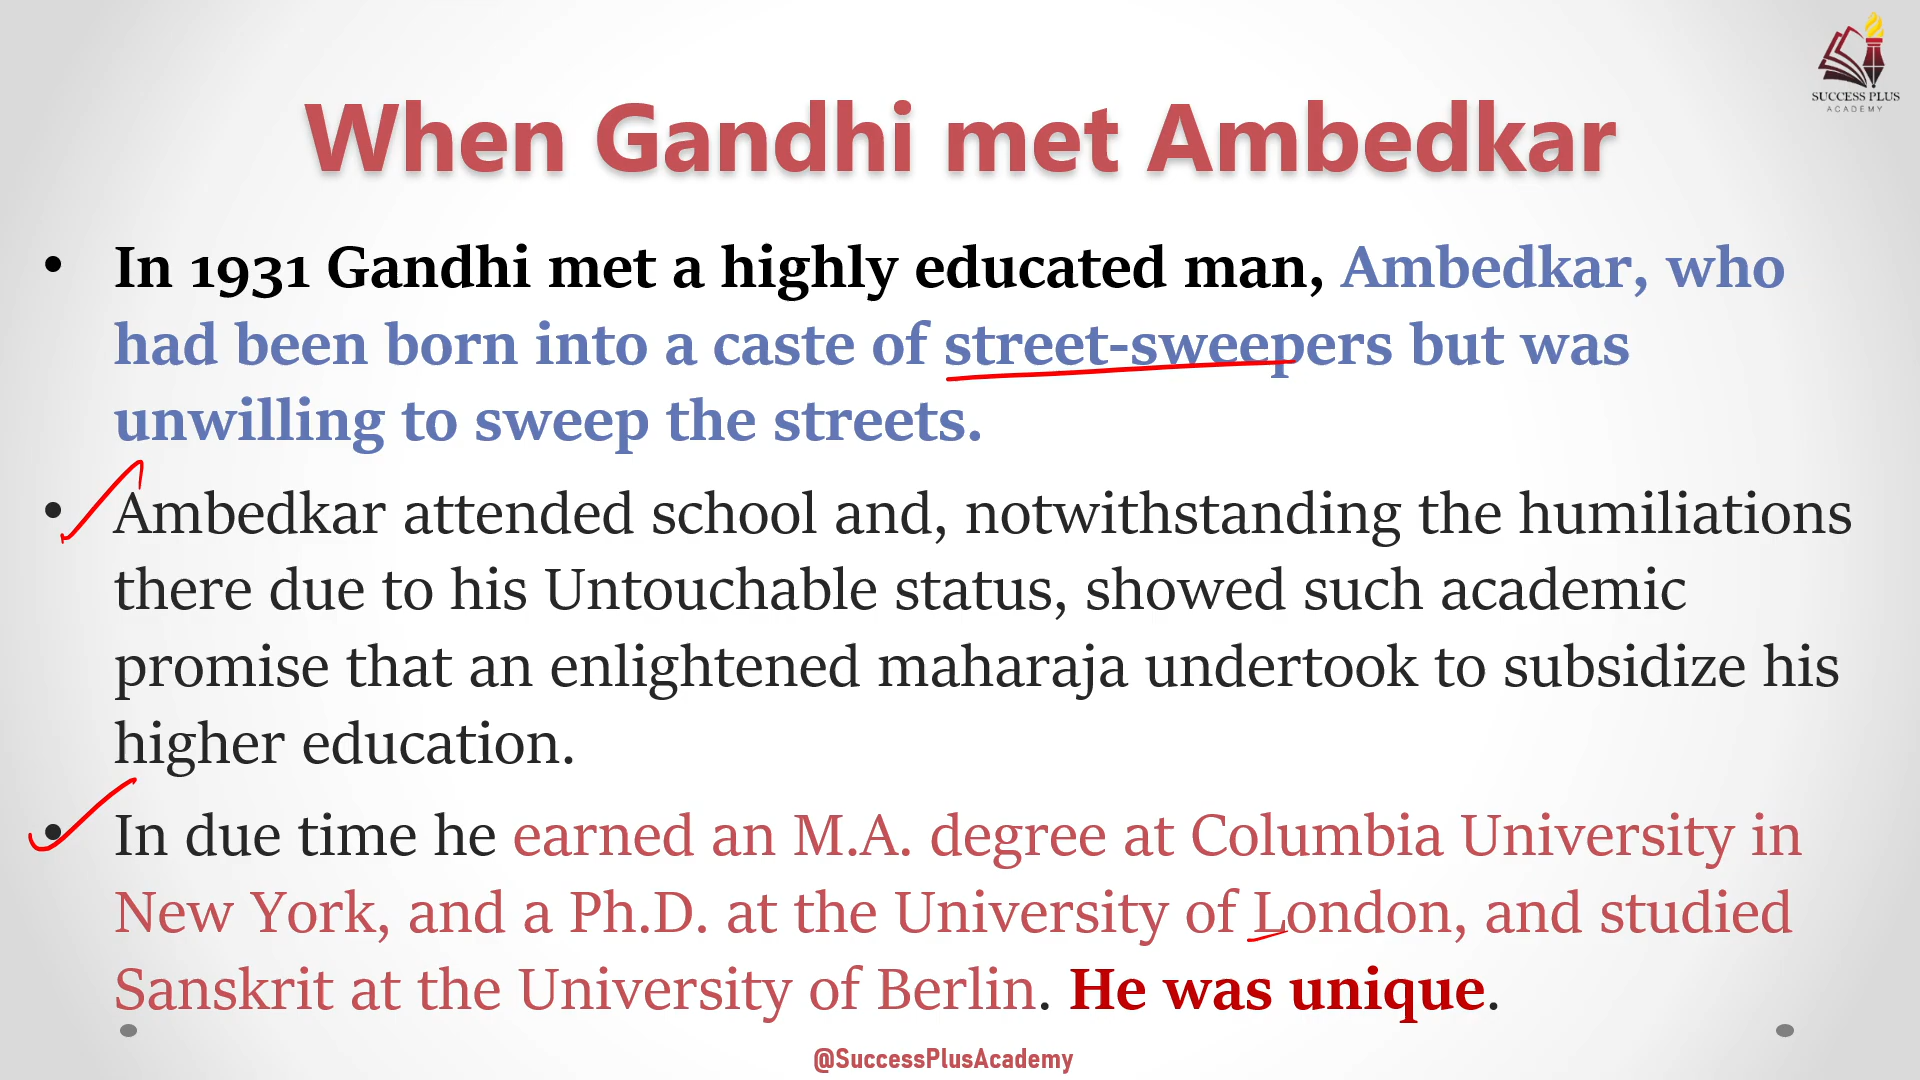 SUCCESS PLUS
ACADEMY
When Gandhi met Ambedkar
• In 1931 Gandhi met a highly educated man, Ambedkar, who
had been born into a caste of street-sweepers but was
unwilling to sweep the streets.
• Ambedkar attended school and, notwithstanding the humiliations
there due to his Untouchable status, showed such academic
promise that an enlightened maharaja undertook to subsidize his
higher education.
• In due time he earned an M.A. degree at Columbia University in
New York, and a Ph.D. at the University of London, and studied
Sanskrit at the University of Berlin. He was unique.
@SuccessPlusAcademy